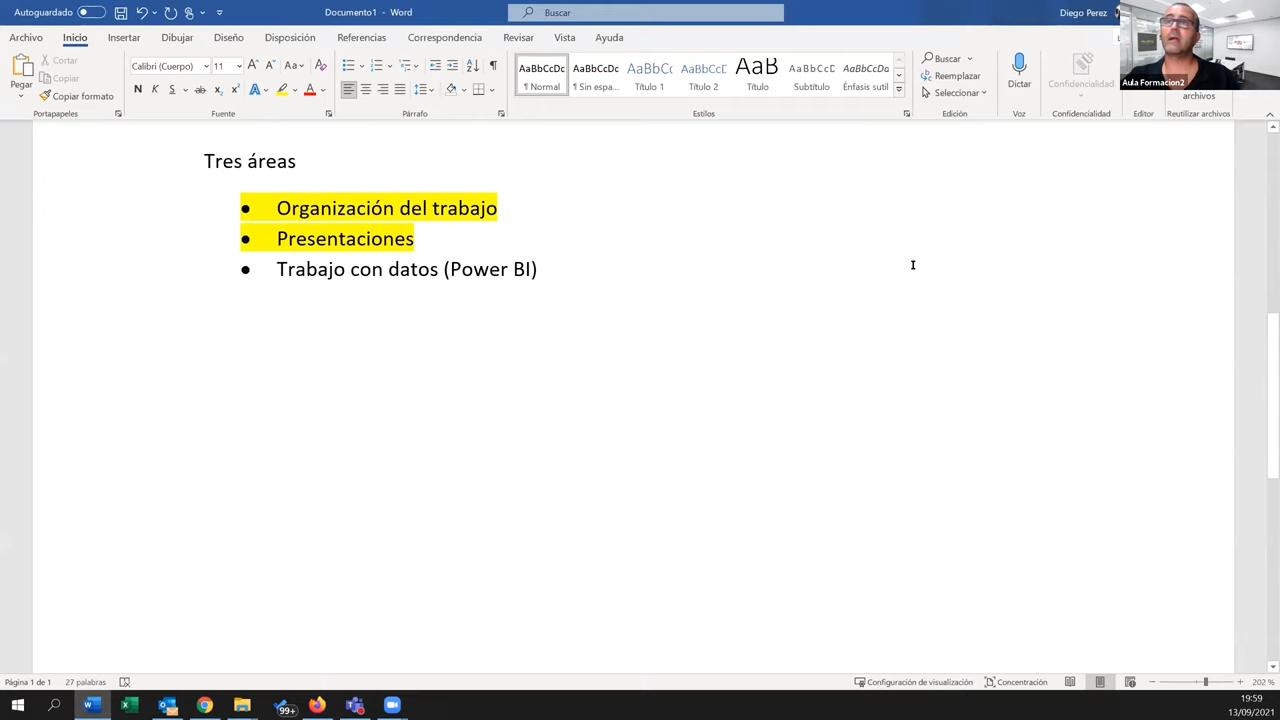 Autoguardado
Documento1 - Word
Buscar
Diego Perez
Archivo Inicio Insertar Dibujar Diseño Disposición Referencias Correspondencia Revisar Vista Ayuda
Pegar
Cortar
Copiar
Copiar formato
Portapapeles
Calibri (Cuerpo) 11
Fuente
Párrafo
AaBbCcDc AaBbCcDc AaBbCc AaBbCcD AaB AaBbCcD AaBbCcDc
¶ Normal ¶ Sin espa... Título 1 Título 2 Título Subtítulo Énfasis sutil
Estilos
Buscar
Reemplazar
Seleccionar
Edición
Dictar
Voz
Confidencialidad
Confidencialidad
Editor
archivos
Reutilizar archivos
Aula Formacion2
Tres áreas
● Organización del trabajo
● Presentaciones
● Trabajo con datos (Power BI)
Página 1 de 1 27 palabras
Configuración de visualización Concentración 202 %
99+
19:59
13/09/2021